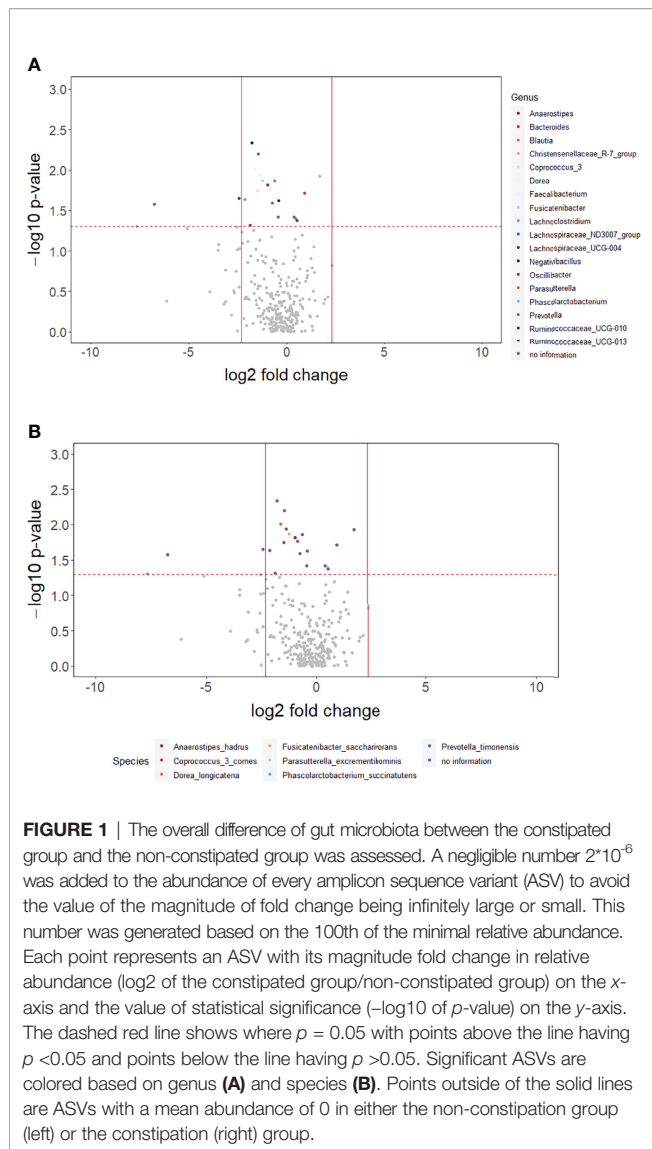 A
3.0
2.5
2.0
1.5
1.0
0.5
0.0
−log10 p-value
-10
-5
0
5
10
log2 fold change
Genus
Anaerostipes
Bacteroides
Blautia
Christensenellaceae_R-7_group
Coprococcus_3
Dorea
Faecalibacterium
Fusicatenibacter
Lachnoclostridium
Lachnospiraceae_ND3007_group
Lachnospiraceae_UCG-004
Negativibacillus
Oscillibacter
Parasutterella
Phascolarctobacterium
Prevotella
Ruminococcaceae_UCG-010
Ruminococcaceae_UCG-013
no information
B
3.0
2.5
2.0
1.5
1.0
0.5
0.0
−log10 p-value
-10
-5
0
5
10
log2 fold change
Species
Anaerostipes_hadrus
Coprococcus_3_comes
Dorea_longicatena
Fusicatenibacter_saccharivorans
Parasutterella_excrementihominis
Phascolarctobacterium_succinatutens
Prevotella_timonensis
no information
FIGURE 1 | The overall difference of gut microbiota between the constipated
group and the non-constipated group was assessed. A negligible number 2*10⁻⁶
was added to the abundance of every amplicon sequence variant (ASV) to avoid
the value of the magnitude of fold change being infinitely large or small. This
number was generated based on the 100th of the minimal relative abundance.
Each point represents an ASV with its magnitude fold change in relative
abundance (log2 of the constipated group/non-constipated group) on the x-
axis and the value of statistical significance (−log10 of p-value) on the y-axis.
The dashed red line shows where p = 0.05 with points above the line having
p <0.05 and points below the line having p >0.05. Significant ASVs are
colored based on genus (A) and species (B). Points outside of the solid lines
are ASVs with a mean abundance of 0 in either the non-constipation group
(left) or the constipation (right) group.